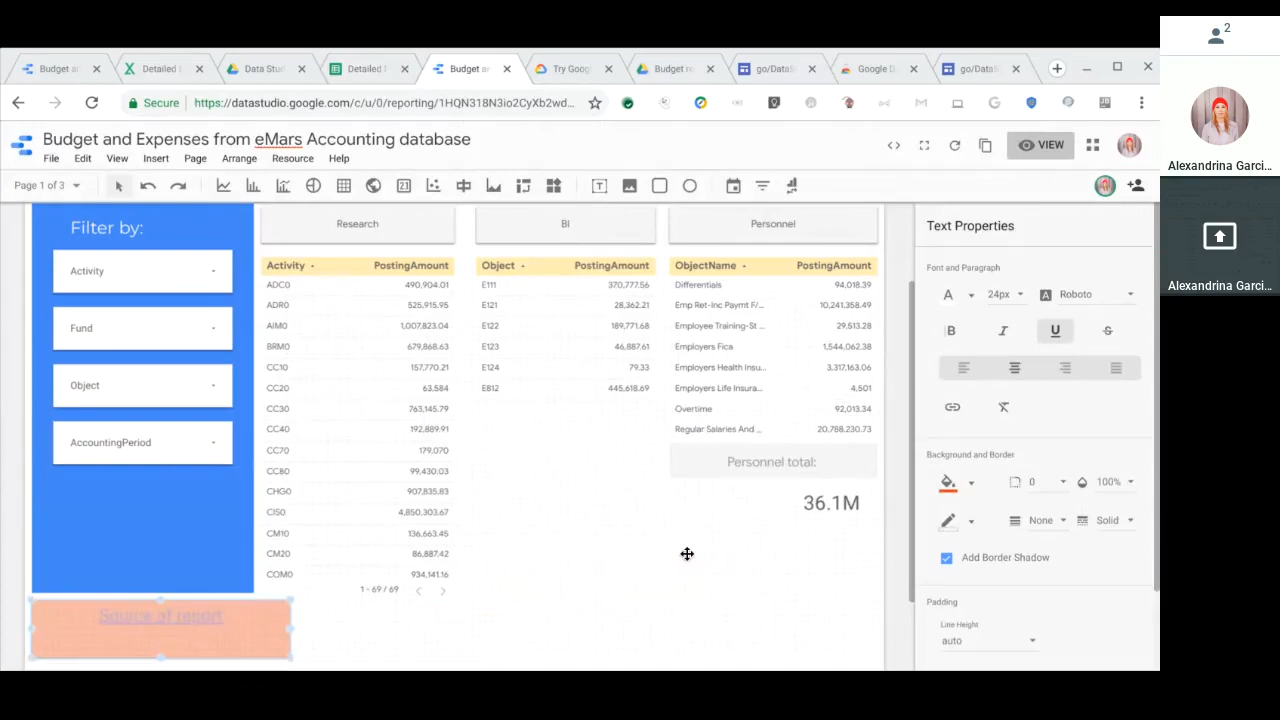 Budget ar
Detailed
Data Stud
Detailed
Budget an
Try Goog
Budget re
go/DataS
Google D
go/DataS
Secure
https://datastudio.google.com/c/u/0/reporting/1HQN318N3io2CyXb2wd...
Budget and Expenses from eMars Accounting database
File Edit View Insert Page Arrange Resource Help
VIEW
Page 1 of 3
2
Alexandrina Garci...
Alexandrina Garci...
Filter by:
Activity
Fund
Object
AccountingPeriod
Research
Activity PostingAmount
ADC0 490,904.01
ADR0 525,915.95
AIM0 1,007,823.04
BRM0 679,868.63
CC10 157,770.21
CC20 63,584
CC30 763,145.79
CC40 192,889.91
CC70 179,070
CC80 99,430.03
CHG0 907,835.83
CIS0 4,850,303.67
CM10 136,663.45
CM20 86,887.42
COM0 934,141.16
1 - 69 / 69
BI
Object PostingAmount
E111 370,777.56
E121 28,362.21
E122 189,771.68
E123 46,887.61
E124 79.33
E812 445,618.69
Personnel
ObjectName PostingAmount
Differentials 94,018.39
Emp Ret-Inc Paymt F/... 10,241,358.49
Employee Training-St ... 29,513.28
Employers Fica 1,544,062.38
Employers Health Insu... 3,317,163.06
Employers Life Insura... 4,501
Overtime 92,013.34
Regular Salaries And ... 20,788,230.73
Personnel total:
36.1M
Source of report
Text Properties
Font and Paragraph
A 24px A Roboto
B I U S
Background and Border
0 100%
None Solid
Add Border Shadow
Padding
Line Height
auto